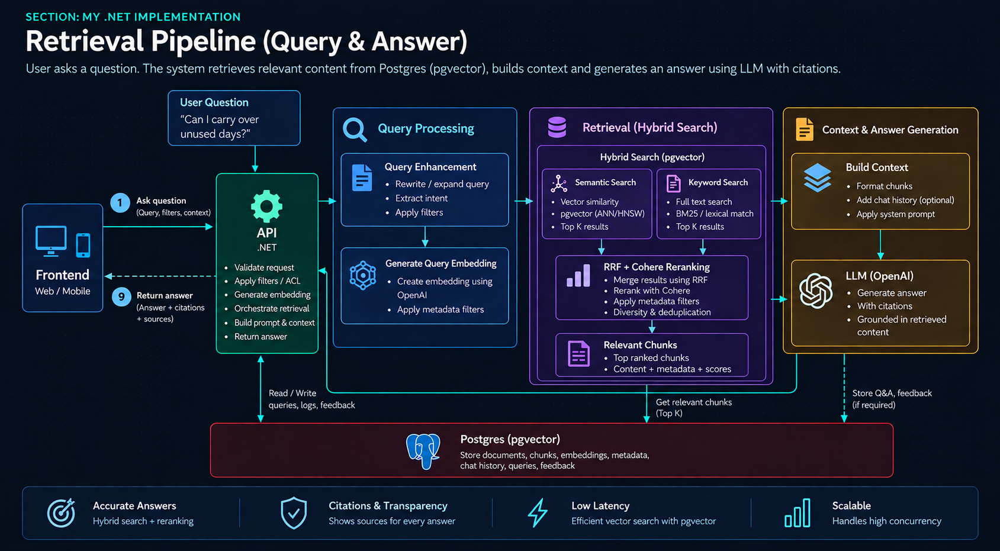 SECTION: MY .NET IMPLEMENTATION
Retrieval Pipeline (Query & Answer)
User asks a question. The system retrieves relevant content from Postgres (pgvector), builds context and generates an answer using LLM with citations.
User Question
“Can I carry over
unused days?”
1
Ask question
(Query, filters, context)
Frontend
Web / Mobile
9
Return answer
(Answer + citations
+ sources)
API
.NET
• Validate request
• Apply filters / ACL
• Generate embedding
• Orchestrate retrieval
• Build prompt & context
• Return answer
Query Processing
Query Enhancement
• Rewrite / expand query
• Extract intent
• Apply filters
Generate Query Embedding
• Create embedding using
OpenAI
• Apply metadata filters
Retrieval (Hybrid Search)
Hybrid Search (pgvector)
Semantic Search
• Vector similarity
• pgvector (ANN/HNSW)
• Top K results
Keyword Search
• Full text search
• BM25 / lexical match
• Top K results
RRF + Cohere Reranking
• Merge results using RRF
• Rerank with Cohere
• Apply metadata filters
• Diversity & deduplication
Relevant Chunks
• Top ranked chunks
• Content + metadata + scores
Context & Answer Generation
Build Context
• Format chunks
• Add chat history (optional)
• Apply system prompt
LLM (OpenAI)
• Generate answer
• With citations
• Grounded in retrieved
content
Read / Write
queries, logs, feedback
Get relevant chunks
(Top K)
Store Q&A, feedback
(if required)
Postgres (pgvector)
Store documents, chunks, embeddings, metadata,
chat history, queries, feedback
Accurate Answers
Hybrid search + reranking
Citations & Transparency
Shows sources for every answer
Low Latency
Efficient vector search with pgvector
Scalable
Handles high concurrency